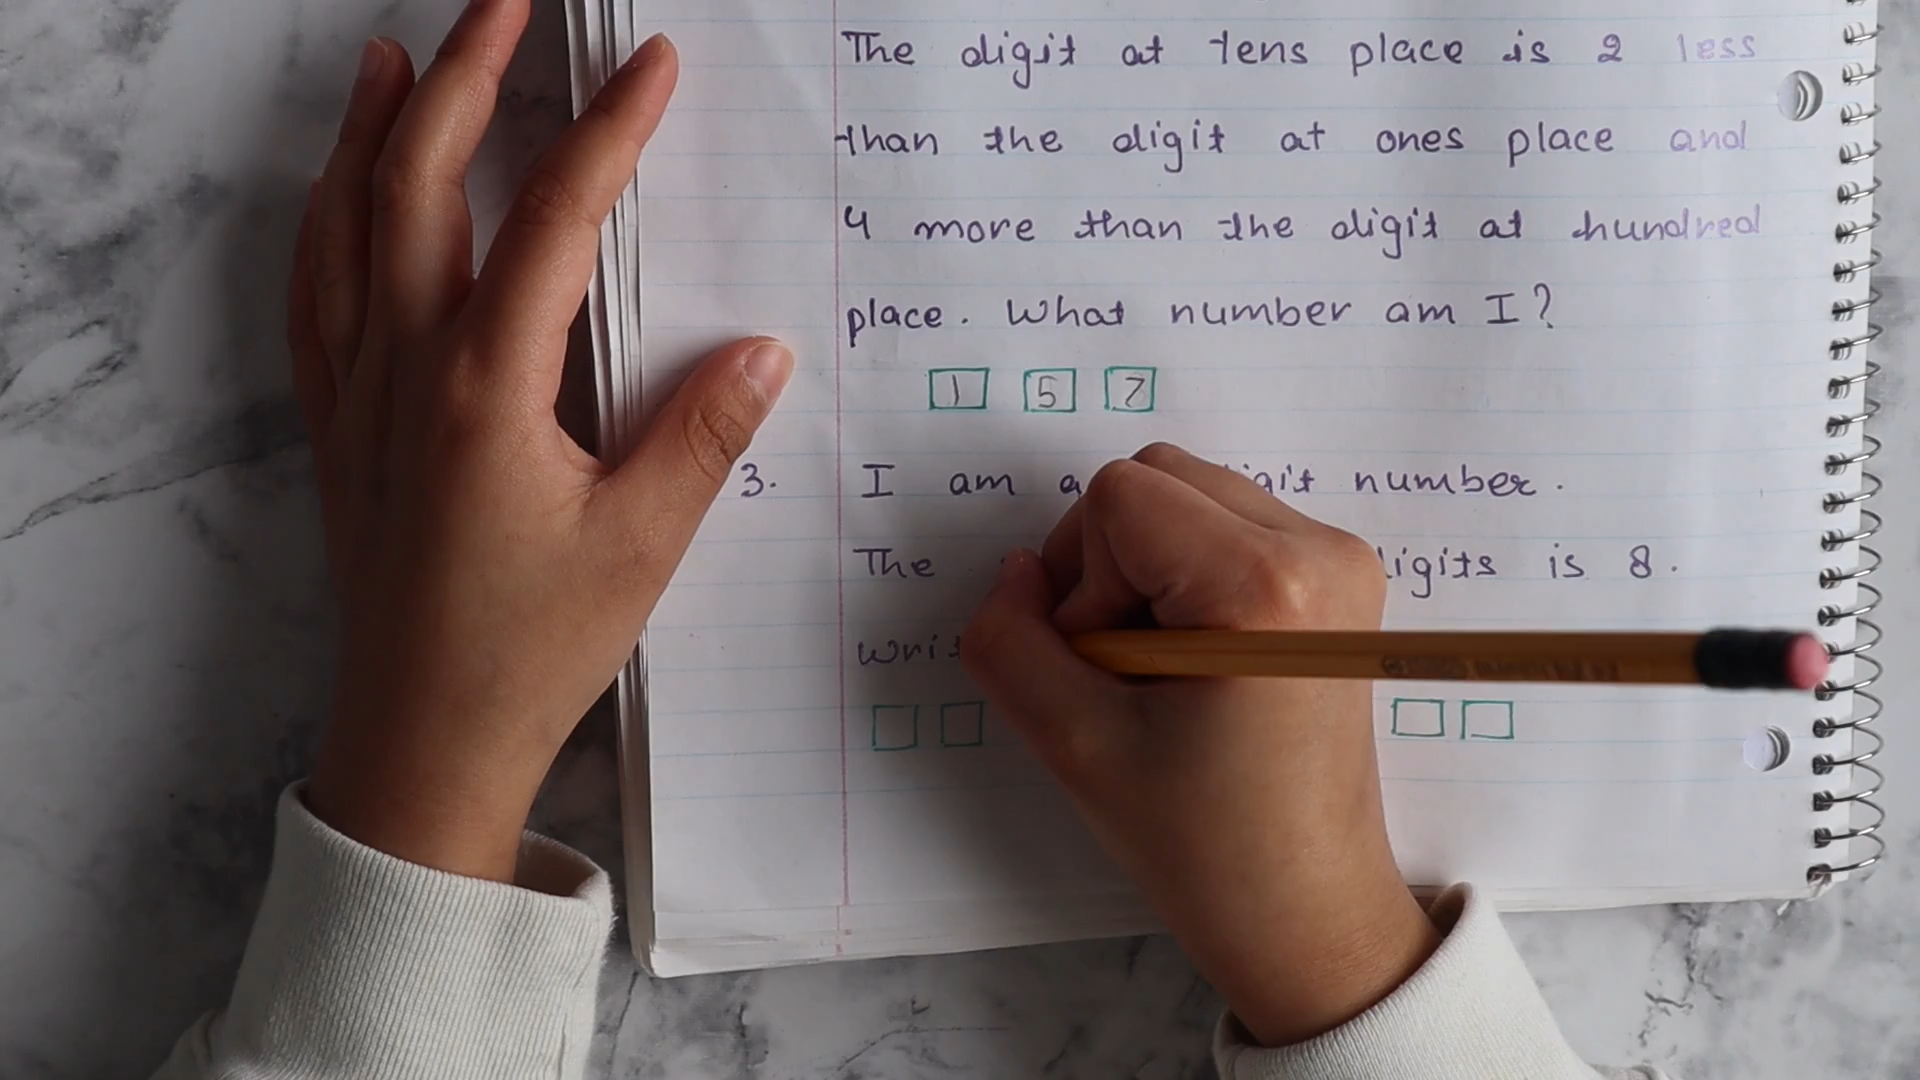 The digit at tens place is 2 less
than the digit at ones place and
4 more than the digit at hundred
place. What number am I?
1 5 7
3. I am a number.
The is 8.